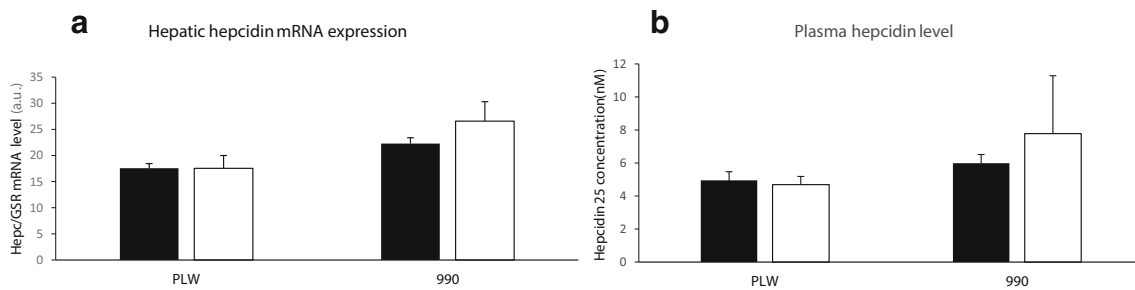 a
Hepatic hepcidin mRNA expression
Hepc/GSR mRNA level (a.u.)
35
30
25
20
15
10
5
0
PLW
990
b
Plasma hepcidin level
Hepcidin 25 concentration(nM)
12
10
8
6
4
2
0
PLW
990